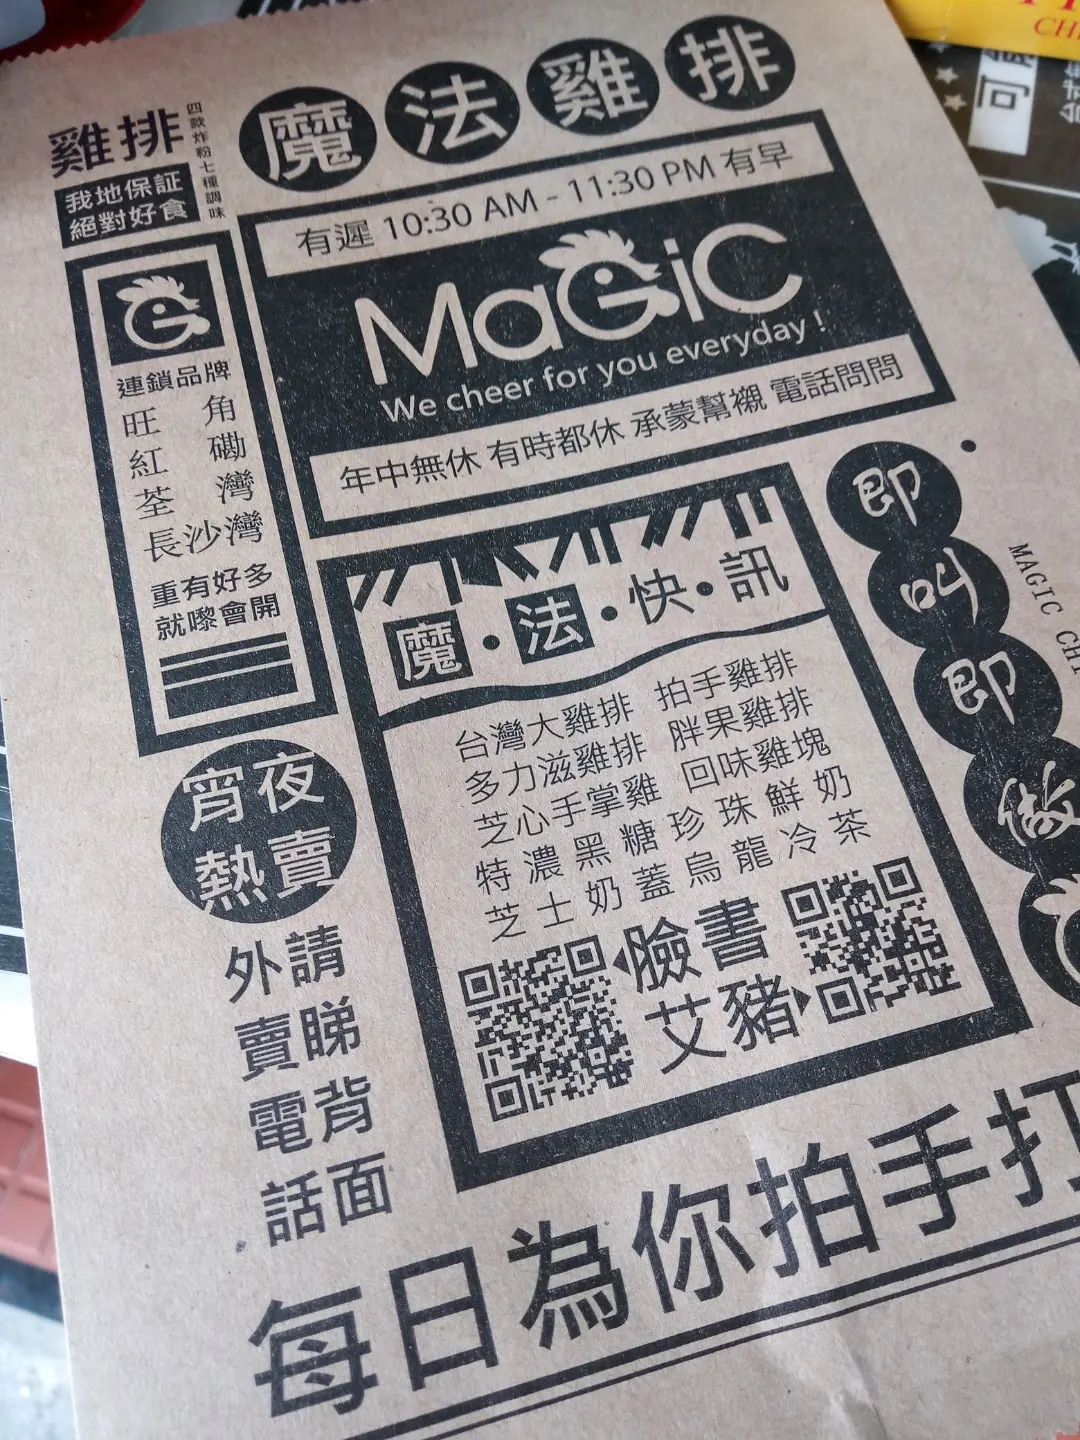 魔法雞排
雞排
四款炸粉七種調味
我地保証
絕對好食
有遲 10:30 AM - 11:30 PM 有早
MaGiC
We cheer for you everyday !
年中無休 有時都休 承蒙幫襯 電話問問
連鎖品牌
旺角
紅磡
荃灣
長沙灣
重有好多
就嚟會開
魔·法·快·訊
台灣大雞排 拍手雞排
多力滋雞排 胖果雞排
芝心手掌雞 回味雞塊
特濃黑糖珍珠鮮奶
芝士奶蓋烏龍冷茶
臉書
艾豬
即叫即做
MAGIC
宵夜
熱賣
請睇背面
外賣電話
每日為你拍手打